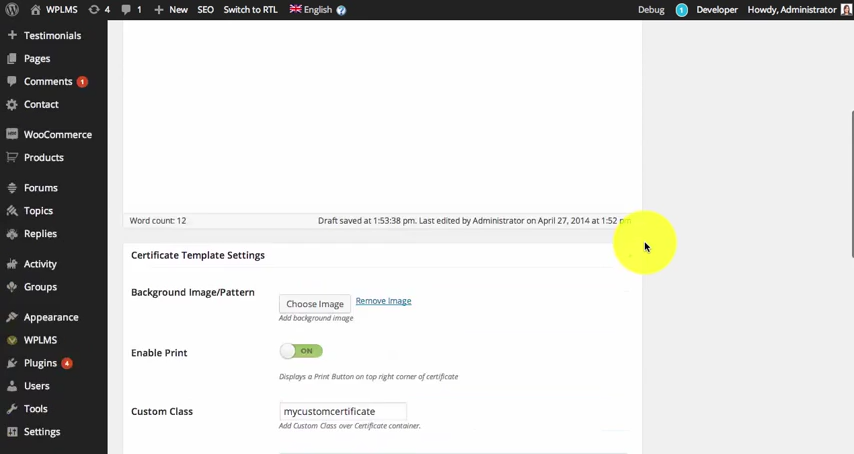 WPLMS 4 1 New SEO Switch to RTL English ? Debug 1 Developer Howdy, Administrator
Testimonials
Pages
Comments 1
Contact
WooCommerce
Products
Forums
Topics
Replies
Activity
Groups
Appearance
WPLMS
Plugins 4
Users
Tools
Settings
Word count: 12 Draft saved at 1:53:38 pm. Last edited by Administrator on April 27, 2014 at 1:52 pm
Certificate Template Settings
Background Image/Pattern
Choose Image Remove Image
Add background image
Enable Print ON
Displays a Print Button on top right corner of certificate
Custom Class mycustomcertificate
Add Custom Class over Certificate container.